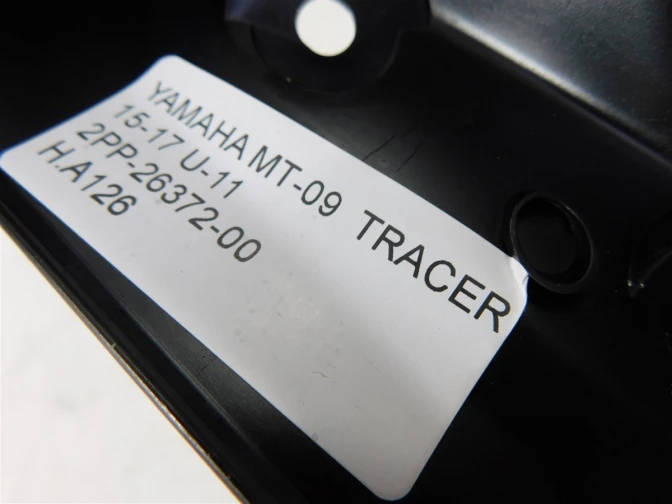 YAMAHA MT-09 TRACER
15-17 U-11
2PP-26372-00
H.A126